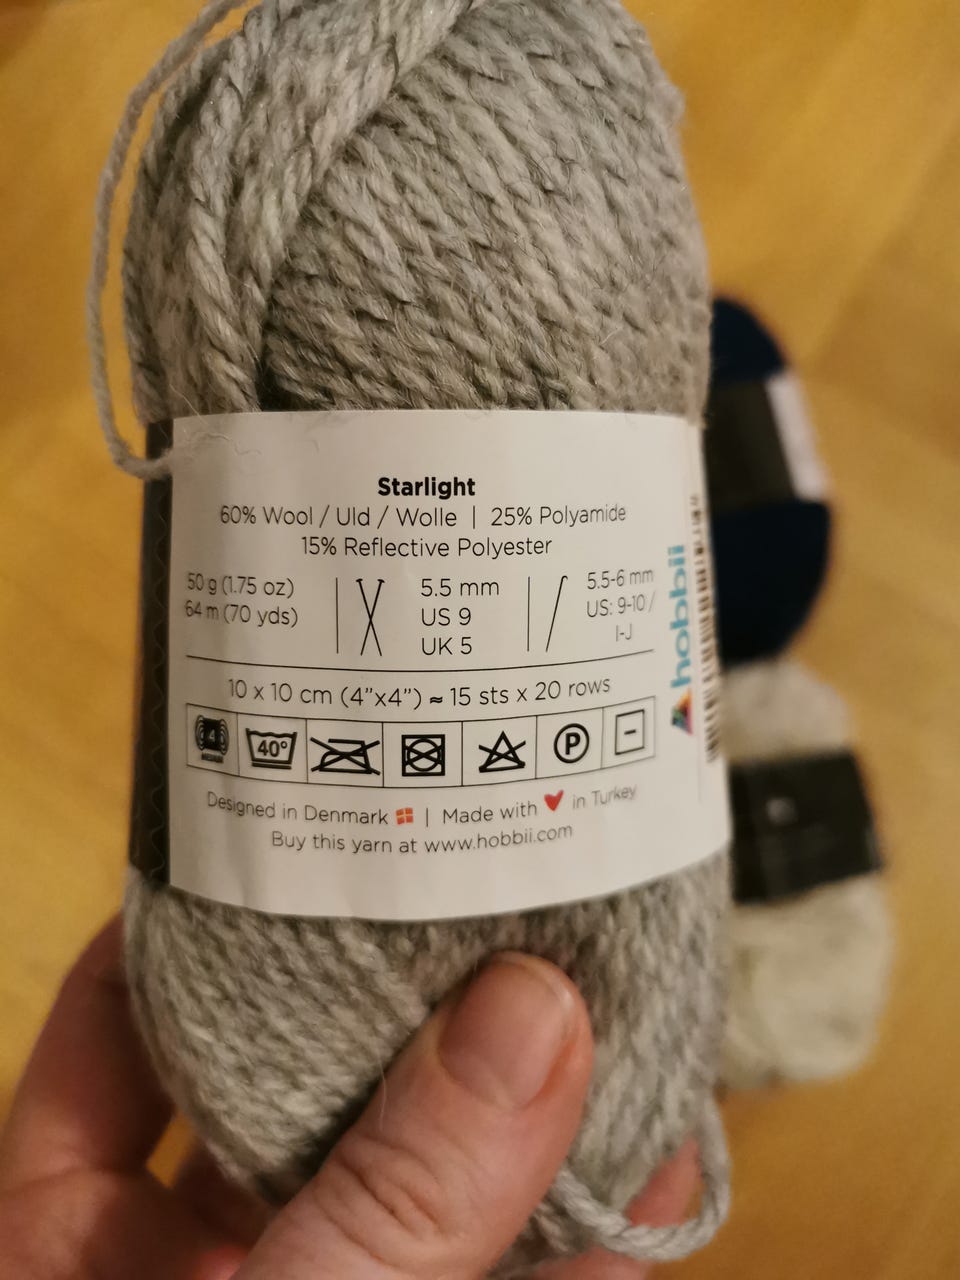 Starlight
60% Wool / Uld / Wolle | 25% Polyamide
15% Reflective Polyester
50 g (1.75 oz)
64 m (70 yds)
5.5 mm
US 9
UK 5
5.5-6 mm
US: 9-10 /
I-J
10 x 10 cm (4"x4") ≈ 15 sts x 20 rows
4
MEDIUM
40°
P
Designed in Denmark | Made with ❤ in Turkey
Buy this yarn at www.hobbii.com
hobbii